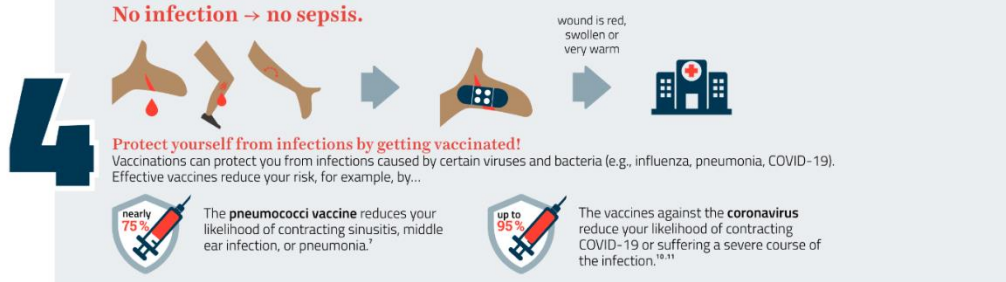 4
No infection → no sepsis.
wound is red,
swollen or
very warm
Protect yourself from infections by getting vaccinated!
Vaccinations can protect you from infections caused by certain viruses and bacteria (e.g., influenza, pneumonia, COVID-19).
Effective vaccines reduce your risk, for example, by...
nearly
75%
The pneumococci vaccine reduces your
likelihood of contracting sinusitis, middle
ear infection, or pneumonia.⁷
up to
95%
The vaccines against the coronavirus
reduce your likelihood of contracting
COVID-19 or suffering a severe course of
the infection.¹⁰,¹¹